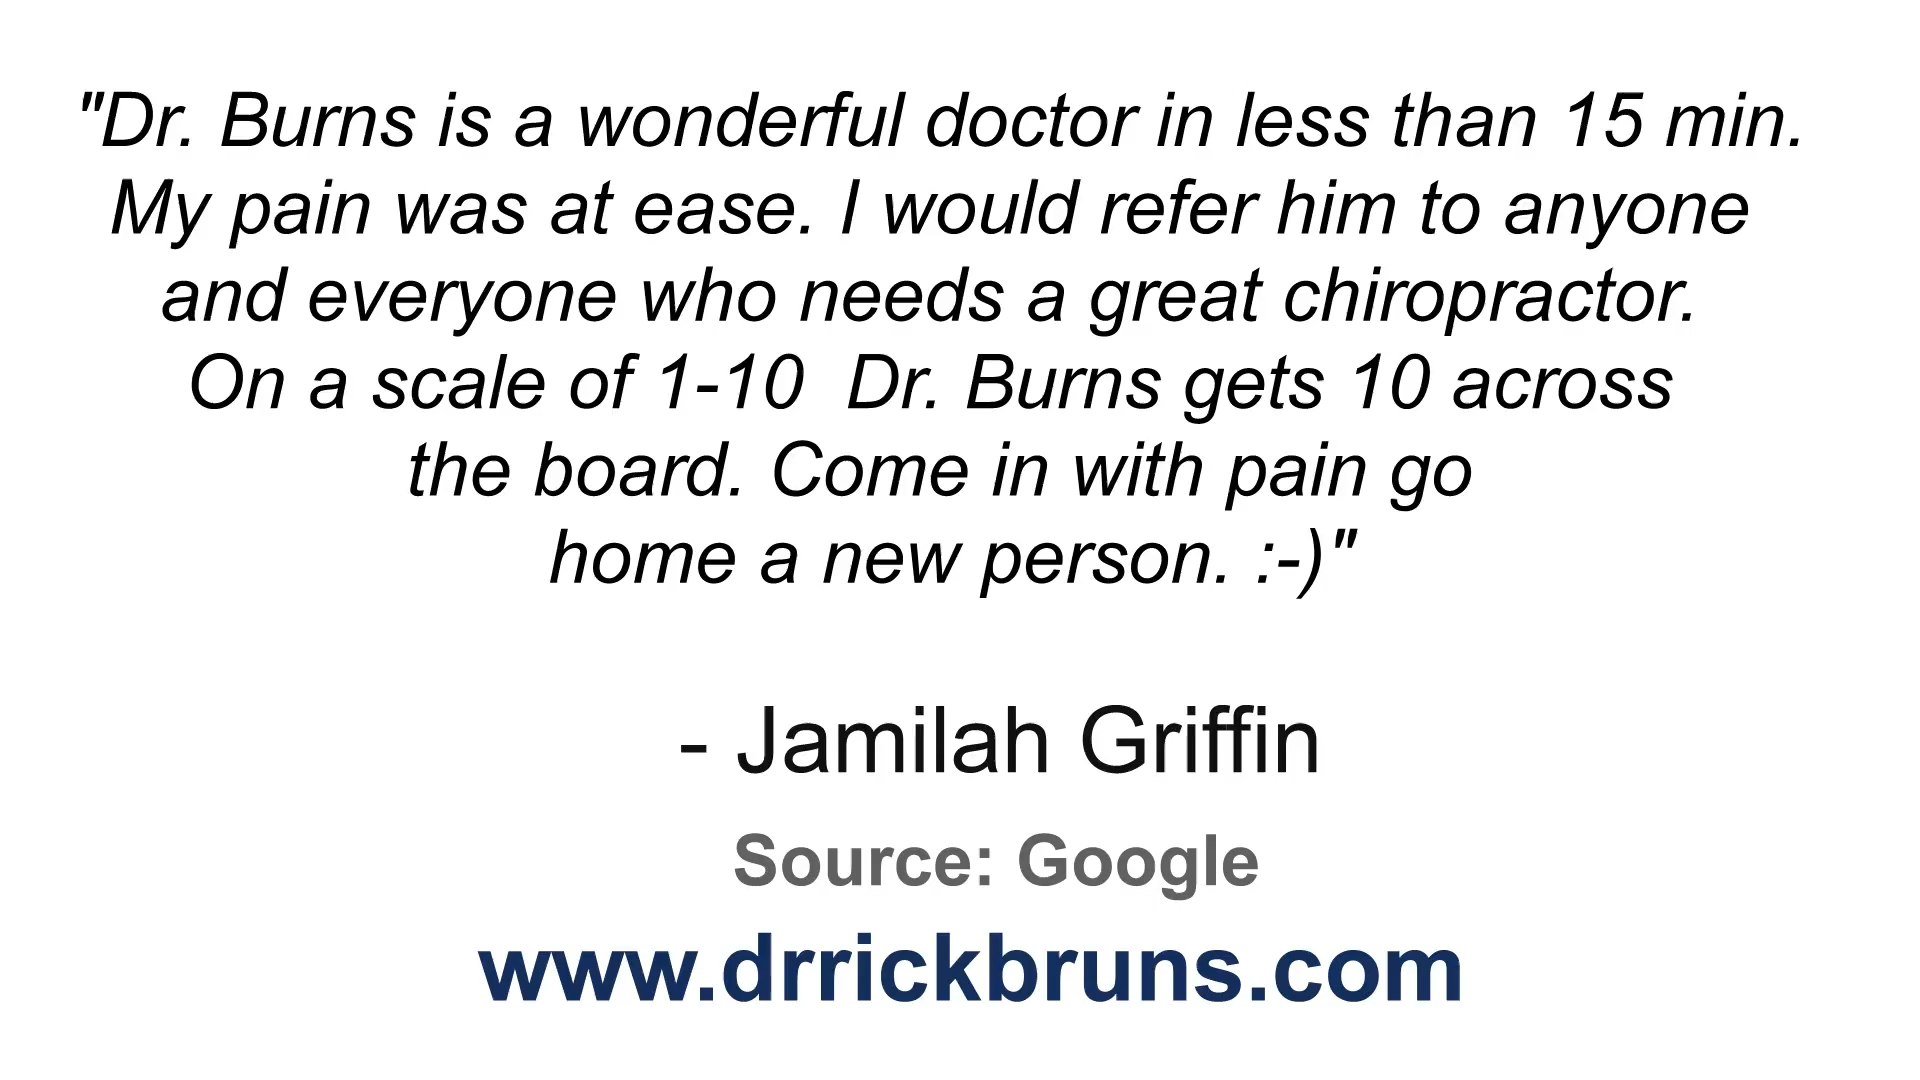 "Dr. Burns is a wonderful doctor in less than 15 min.
My pain was at ease. I would refer him to anyone
and everyone who needs a great chiropractor.
On a scale of 1-10  Dr. Burns gets 10 across
the board. Come in with pain go
home a new person. :-)"
- Jamilah Griffin
Source: Google
www.drrickbruns.com